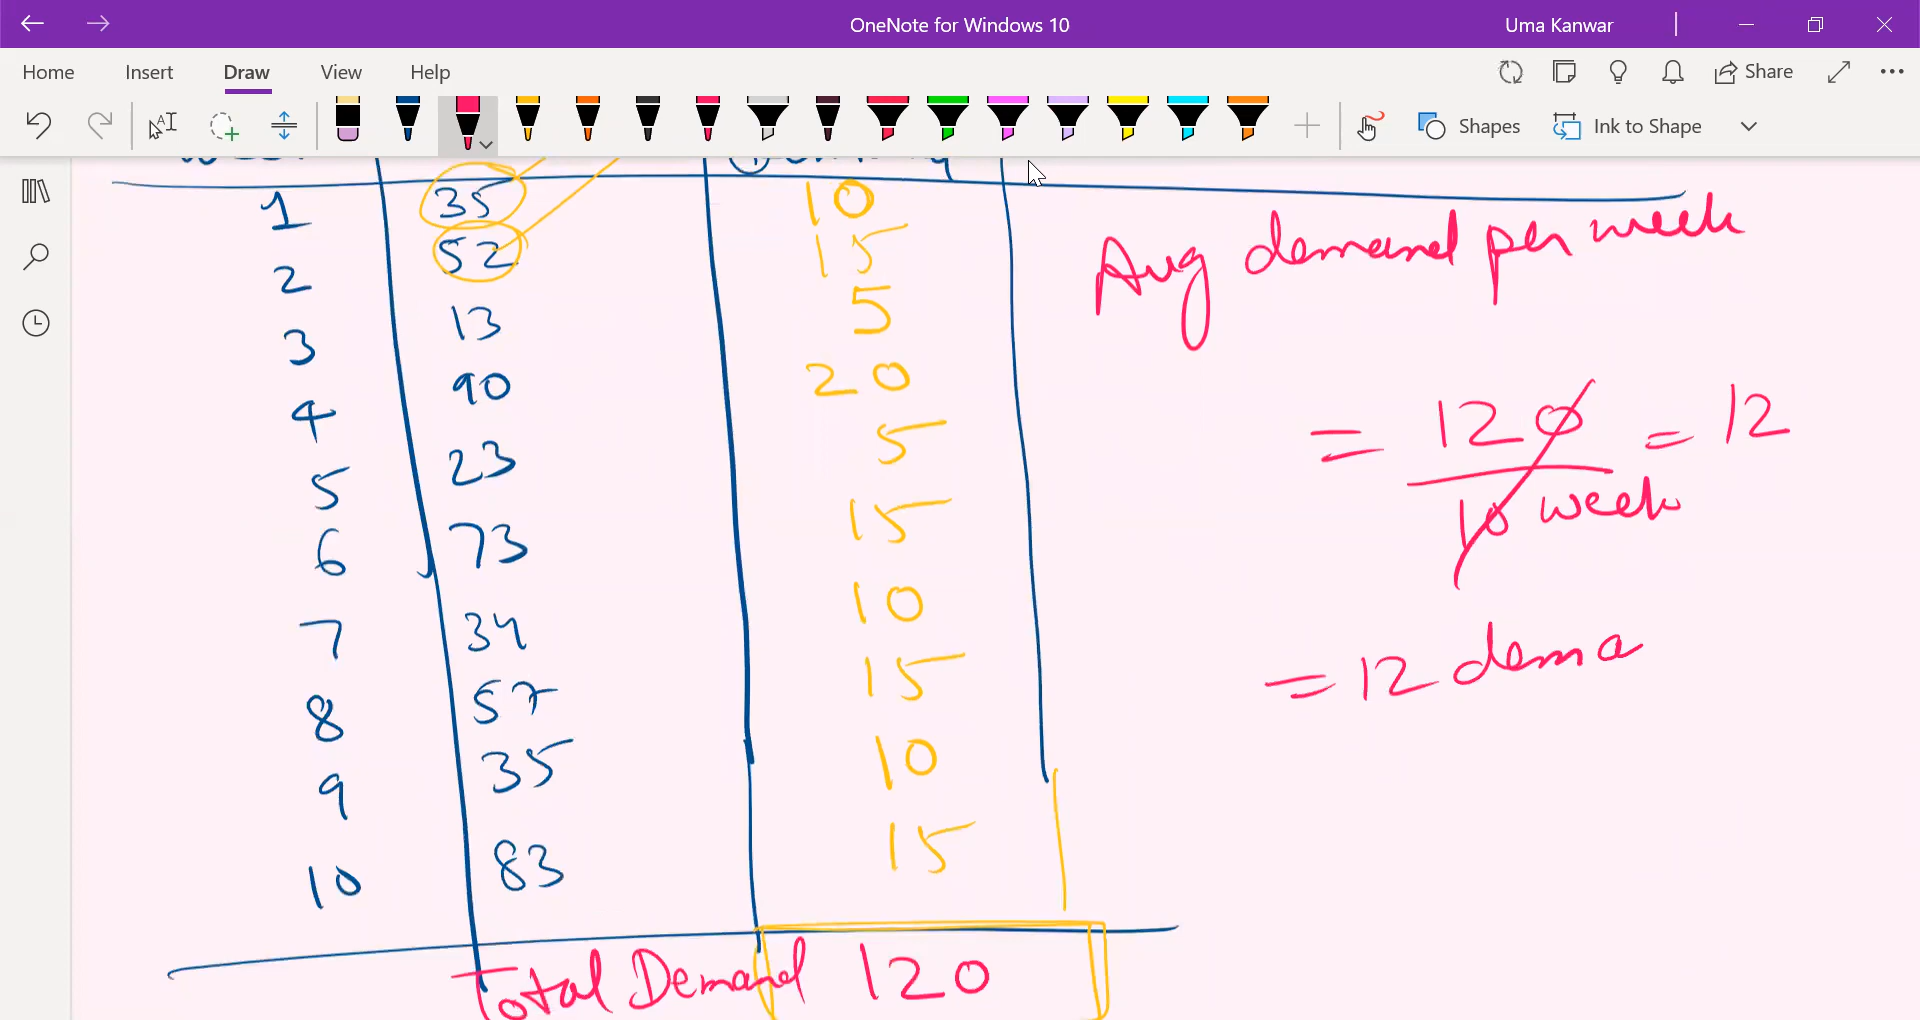 OneNote for Windows 10
Uma Kanwar
Home Insert Draw View Help
Share
Shapes
Ink to Shape
1 35 10
2 52 15
3 13 5
4 90 20
5 23 5
6 73 15
7 34 10
8 57 15
9 35 10
10 83 15
Total Demand 120
Avg demand per week
= 120 / 10 week = 12
= 12 dema